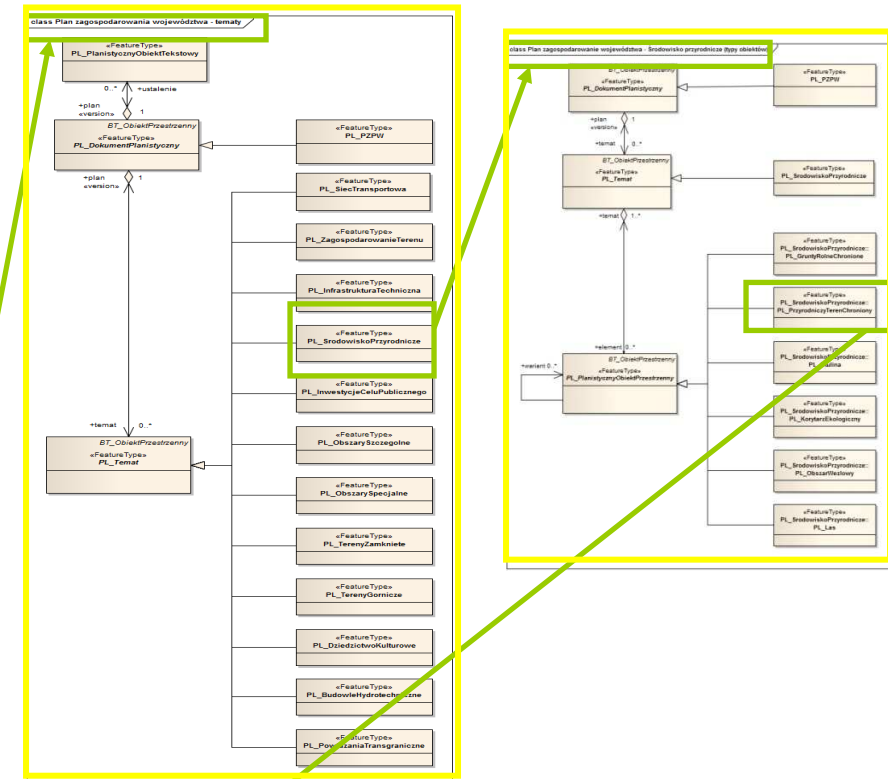 class Plan zagospodarowania województwa - tematy
«FeatureType»
PL_PlanistycznyObiektTekstowy
0..*
+ustalenie
+plan
«version»
1
BT_ObiektPrzestrzenny
«FeatureType»
PL_DokumentPlanistyczny
+plan
«version»
1
+temat
0..*
BT_ObiektPrzestrzenny
«FeatureType»
PL_Temat
«FeatureType»
PL_PZPW
«FeatureType»
PL_SiecTransportowa
«FeatureType»
PL_ZagospodarowanieTerenu
«FeatureType»
PL_InfrastrukturaTechniczna
«FeatureType»
PL_SrodowiskoPrzyrodnicze
«FeatureType»
PL_InwestycjeCeluPublicznego
«FeatureType»
PL_ObszarySzczegolne
«FeatureType»
PL_ObszarySpecjalne
«FeatureType»
PL_TerenyZamkniete
«FeatureType»
PL_TerenyGornicze
«FeatureType»
PL_DziedzictwoKulturowe
«FeatureType»
PL_BudowleHydrotechniczne
«FeatureType»
PL_PowiazaniaTransgraniczne
class Plan zagospodarowanie województwa - Środowisko przyrodnicze (typy obiektów)
BT_ObiektPrzestrzenny
«FeatureType»
PL_DokumentPlanistyczny
+plan
«version»
1
+temat
0..*
BT_ObiektPrzestrzenny
«FeatureType»
PL_Temat
+temat
1..*
+element
0..*
+wariant 0..*
BT_ObiektPrzestrzenny
«FeatureType»
PL_PlanistycznyObiektPrzestrzenny
«FeatureType»
PL_PZPW
«FeatureType»
PL_SrodowiskoPrzyrodnicze
«FeatureType»
PL_SrodowiskoPrzyrodnicze::
PL_GruntyRolneChronione
«FeatureType»
PL_SrodowiskoPrzyrodnicze::
PL_PrzyrodniczyTerenChroniony
«FeatureType»
PL_SrodowiskoPrzyrodnicze::
«FeatureType»
PL_SrodowiskoPrzyrodnicze::
PL_KorytarzEkologiczny
«FeatureType»
PL_SrodowiskoPrzyrodnicze::
PL_ObszarWezlowy
«FeatureType»
PL_SrodowiskoPrzyrodnicze::
PL_Las